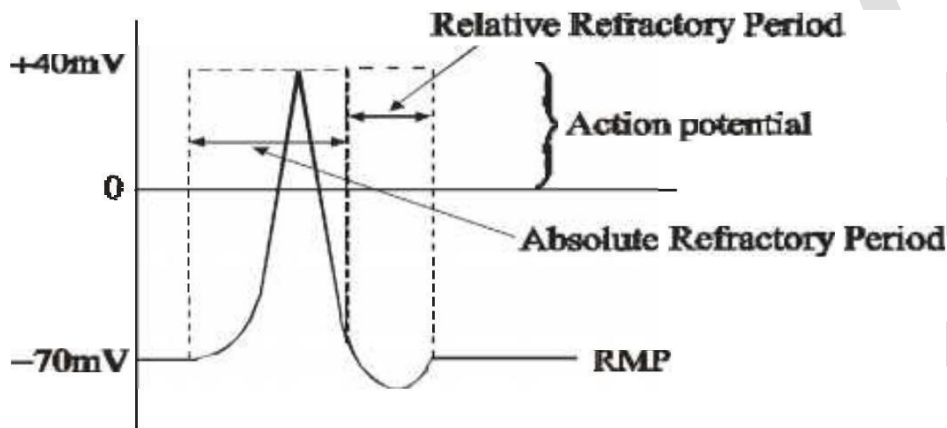 Relative Refractory Period
+40mV
Action potential
0
Absolute Refractory Period
−70mV
RMP